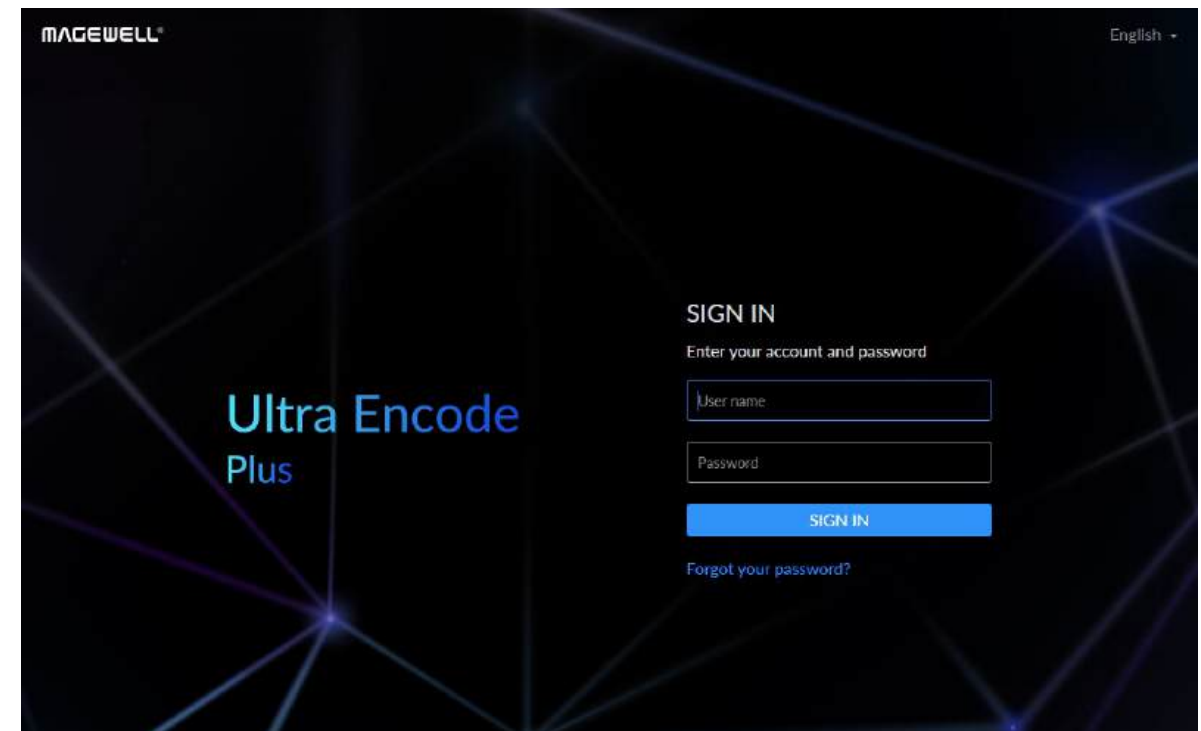 MAGEWELL®
English
Ultra Encode
Plus
SIGN IN
Enter your account and password
User name
Password
SIGN IN
Forgot your password?